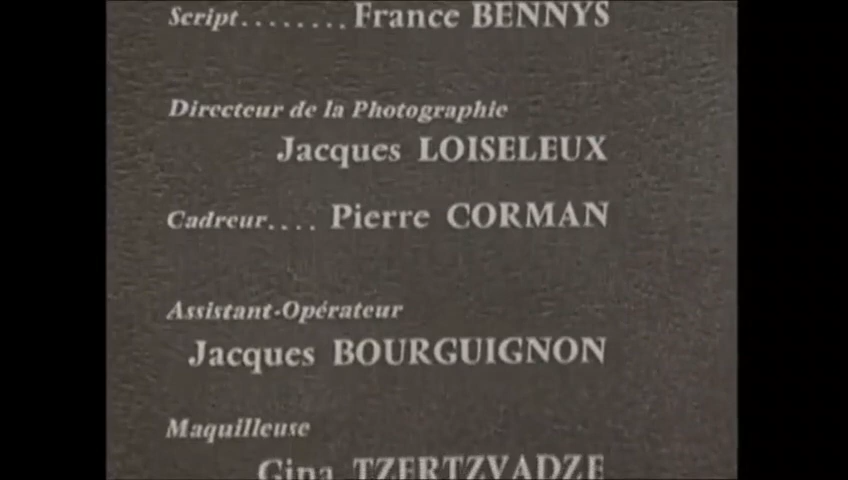 Script........ France BENNYS
Directeur de la Photographie
Jacques LOISELEUX
Cadreur.... Pierre CORMAN
Assistant-Opérateur
Jacques BOURGUIGNON
Maquilleuse
Gina TZERTZVADZE